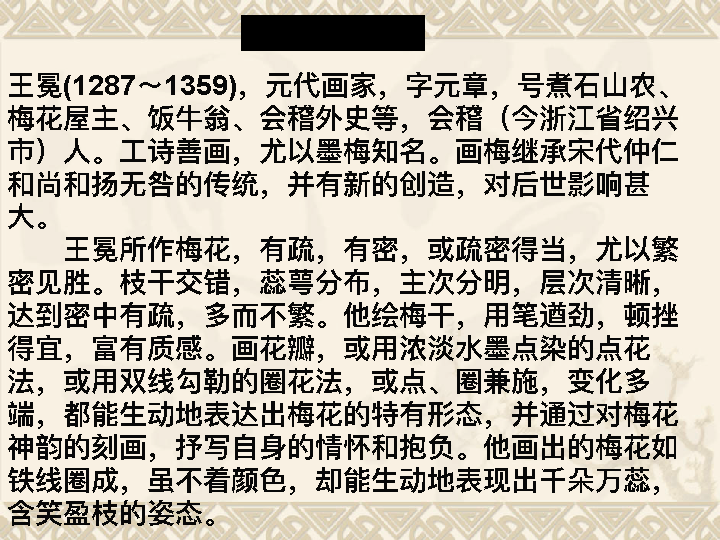 王冕(1287～1359)，元代画家，字元章，号煮石山农、
梅花屋主、饭牛翁、会稽外史等，会稽（今浙江省绍兴
市）人。工诗善画，尤以墨梅知名。画梅继承宋代仲仁
和尚和扬无咎的传统，并有新的创造，对后世影响甚
大。
王冕所作梅花，有疏，有密，或疏密得当，尤以繁
密见胜。枝干交错，蕊萼分布，主次分明，层次清晰，
达到密中有疏，多而不繁。他绘梅干，用笔遒劲，顿挫
得宜，富有质感。画花瓣，或用浓淡水墨点染的点花
法，或用双线勾勒的圈花法，或点、圈兼施，变化多
端，都能生动地表达出梅花的特有形态，并通过对梅花
神韵的刻画，抒写自身的情怀和抱负。他画出的梅花如
铁线圈成，虽不着颜色，却能生动地表现出千朵万蕊，
含笑盈枝的姿态。